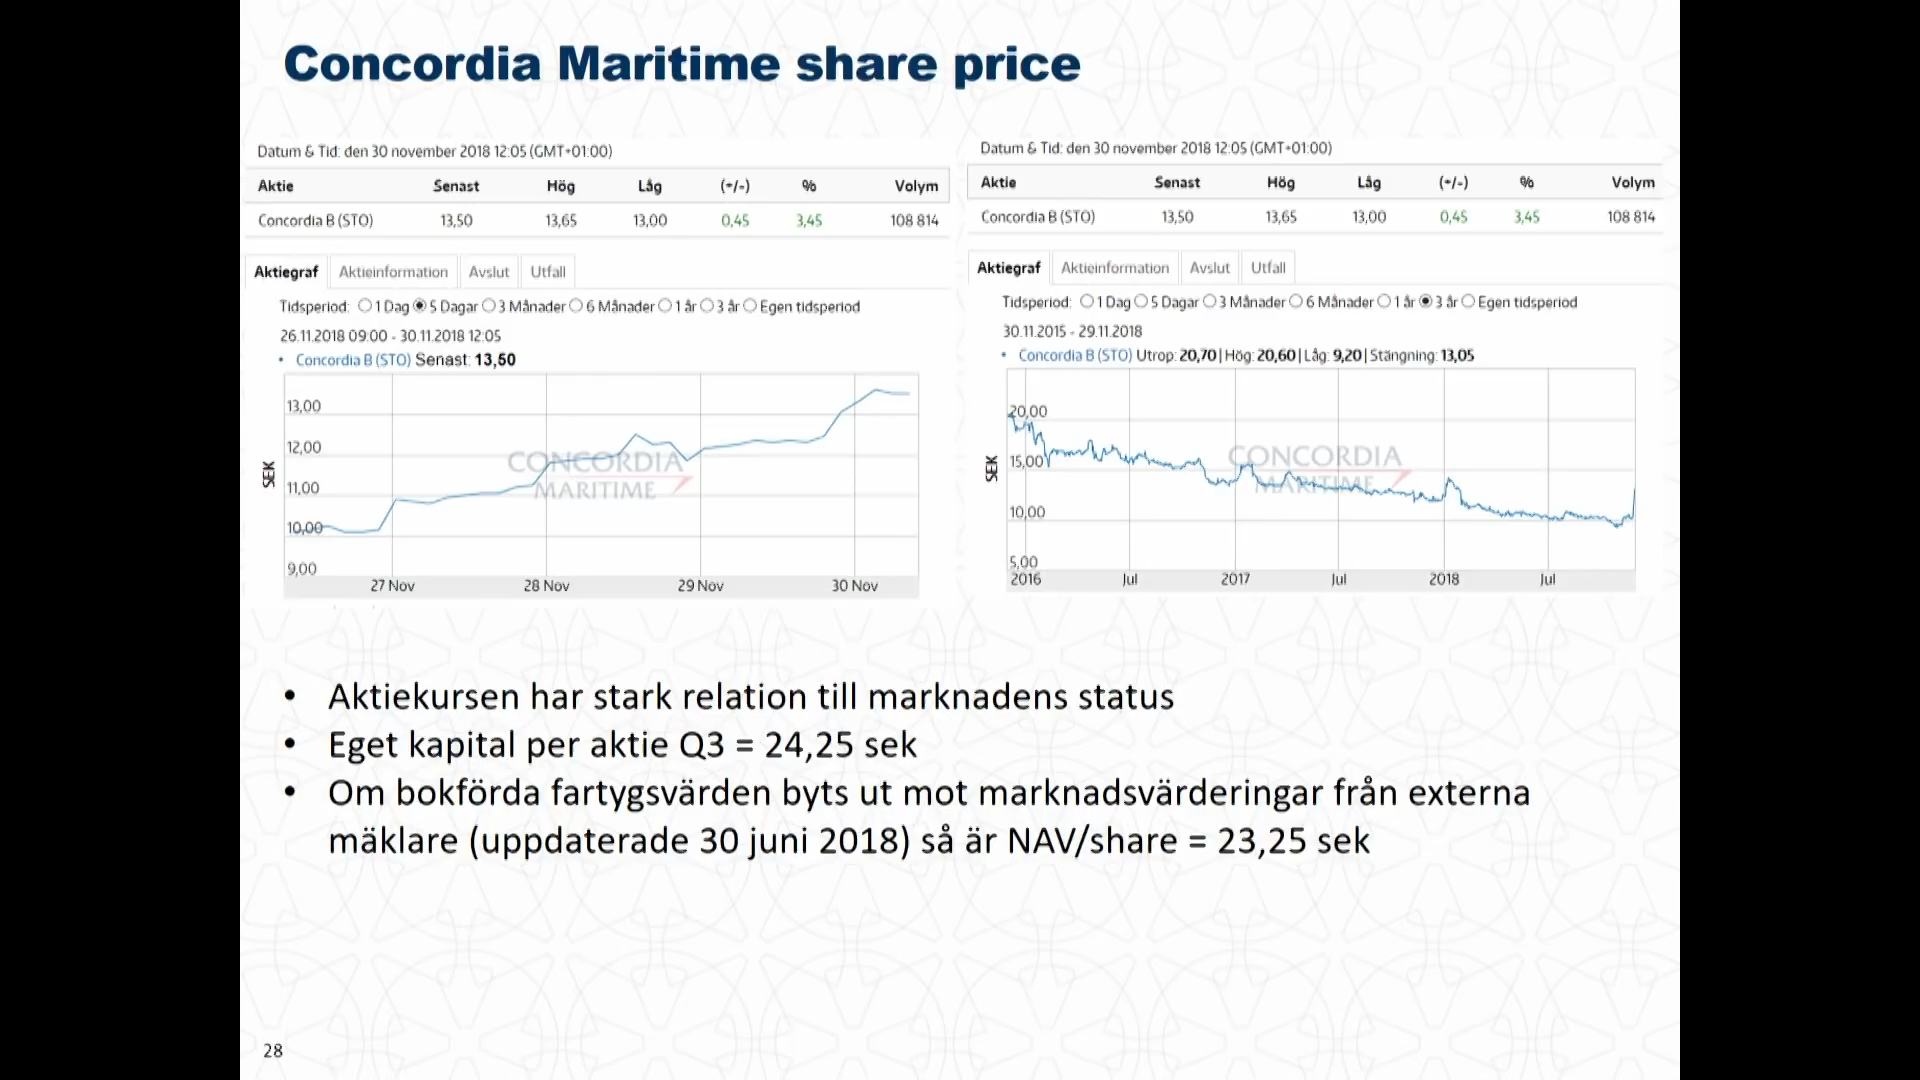 Concordia Maritime share price
Datum & Tid: den 30 november 2018 12:05 (GMT+01:00)
Aktie Senast Hög Låg (+/-) % Volym
Concordia B (STO) 13,50 13,65 13,00 0,45 3,45 108 814
Aktiegraf Aktieinformation Avslut Utfall
Tidsperiod: 1 Dag 5 Dagar 3 Månader 6 Månader 1 år 3 år Egen tidsperiod
26.11.2018 09:00 - 30.11.2018 12:05
• Concordia B (STO) Senast: 13,50
13,00
12,00
11,00
10,00
9,00
SEK
CONCORDIA
MARITIME
27 Nov 28 Nov 29 Nov 30 Nov
Datum & Tid: den 30 november 2018 12:05 (GMT+01:00)
Aktie Senast Hög Låg (+/-) % Volym
Concordia B (STO) 13,50 13,65 13,00 0,45 3,45 108 814
Aktiegraf Aktieinformation Avslut Utfall
Tidsperiod: 1 Dag 5 Dagar 3 Månader 6 Månader 1 år 3 år Egen tidsperiod
30.11.2015 - 29.11.2018
• Concordia B (STO) Utrop: 20,70 | Hög: 20,60 | Låg: 9,20 | Stängning: 13,05
20,00
15,00
10,00
5,00
SEK
CONCORDIA
MARITIME
2016 Jul 2017 Jul 2018 Jul
• Aktiekursen har stark relation till marknadens status
• Eget kapital per aktie Q3 = 24,25 sek
• Om bokförda fartygsvärden byts ut mot marknadsvärderingar från externa
mäklare (uppdaterade 30 juni 2018) så är NAV/share = 23,25 sek
28